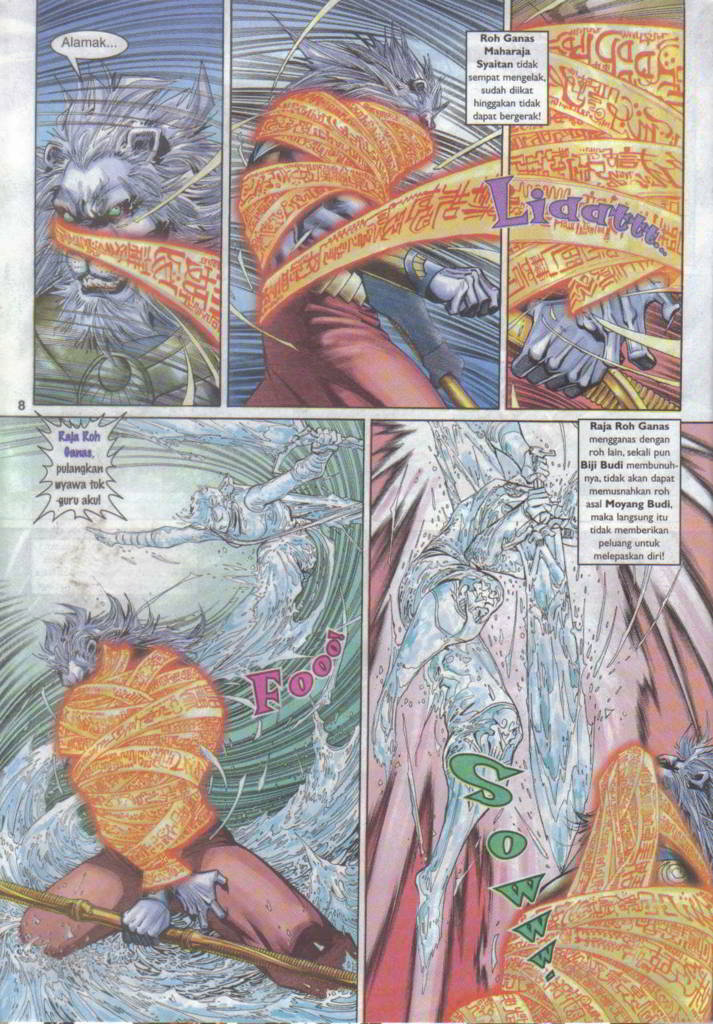 Alamak...
Roh Ganas
Maharaja
Syaitan tidak
sempat mengelak,
sudah diikat
hinggakan tidak
dapat bergerak!
Liaattt...
8
Raja Roh
Ganas,
pulangkan
nyawa tok
guru aku!
Fooo!
Raja Roh Ganas
mengganas dengan
roh lain, sekali pun
Biji Budi membunuh-
nya, tidak akan dapat
memusnahkan roh
asal Moyang Budi,
maka langsung itu
tidak memberikan
peluang untuk
melepaskan diri!
Sowww..